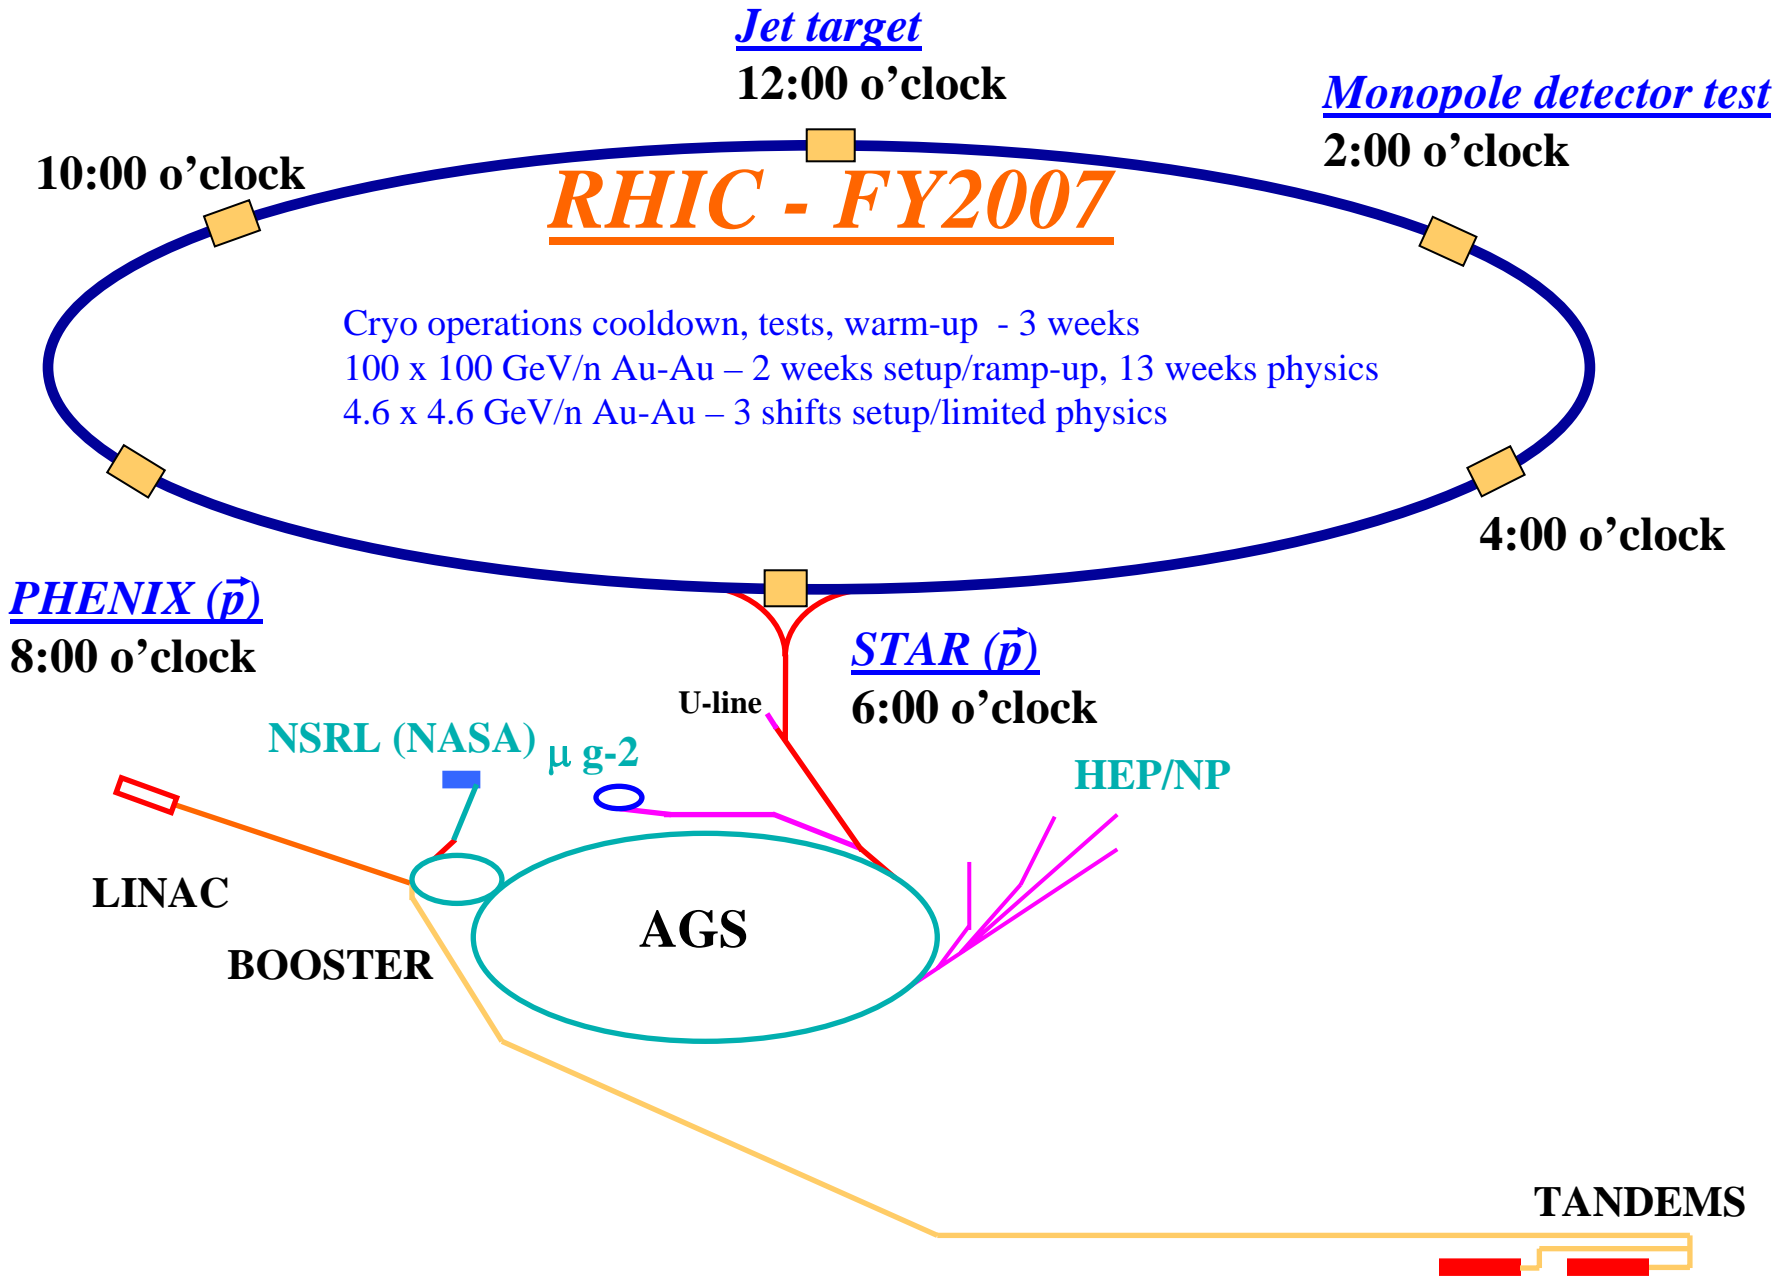 Jet target
12:00 o’clock
Monopole detector test
2:00 o’clock
10:00 o’clock
RHIC - FY2007
Cryo operations cooldown, tests, warm-up - 3 weeks
100 x 100 GeV/n Au-Au – 2 weeks setup/ramp-up, 13 weeks physics
4.6 x 4.6 GeV/n Au-Au – 3 shifts setup/limited physics
4:00 o’clock
PHENIX (p⃗)
8:00 o’clock
STAR (p⃗)
6:00 o’clock
U-line
NSRL (NASA)
μ g-2
HEP/NP
LINAC
BOOSTER
AGS
TANDEMS